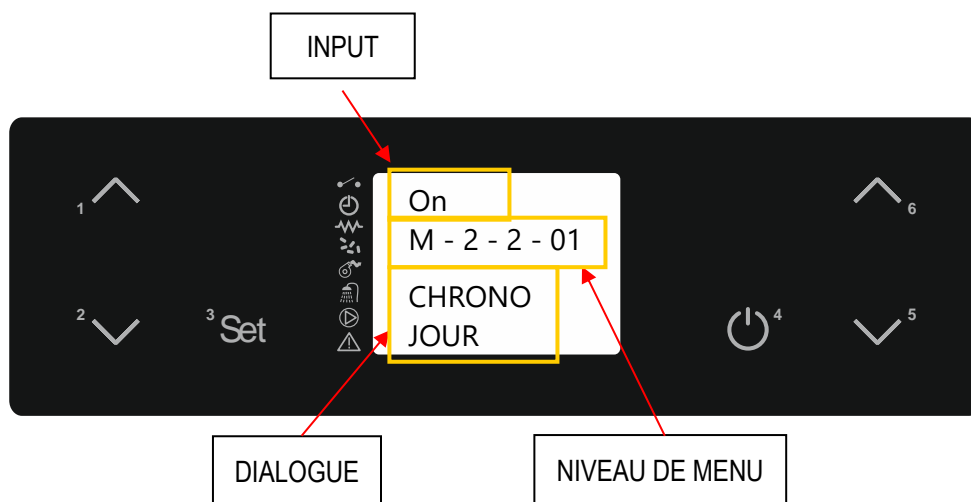 INPUT
1
6
On
M - 2 - 2 - 01
CHRONO
JOUR
2
3 Set
4
5
DIALOGUE
NIVEAU DE MENU